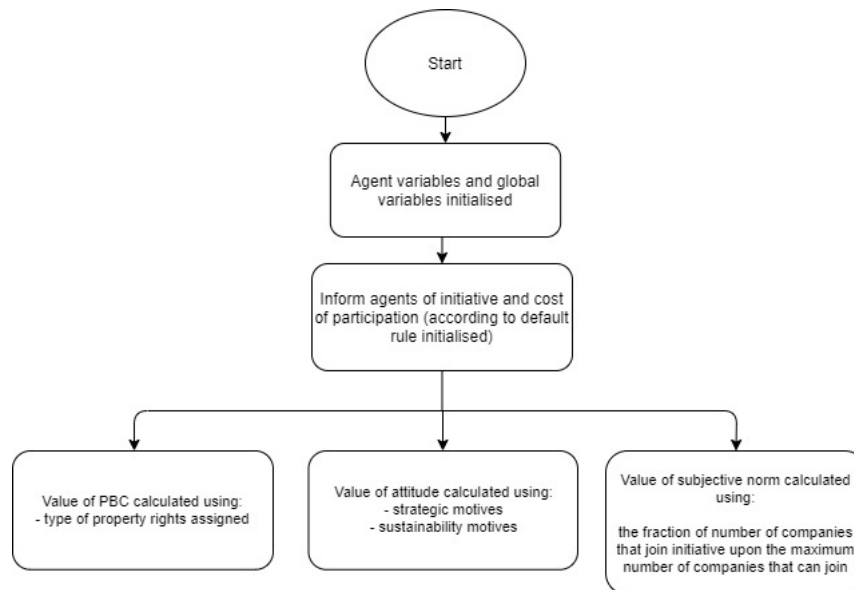 Start
Agent variables and global
variables initialised
Inform agents of initiative and cost
of participation (according to default
rule initialised)
Value of PBC calculated using:
- type of property rights assigned
Value of attitude calculated using:
- strategic motives
- sustainability motives
Value of subjective norm calculated
using:
the fraction of number of companies
that join initiative upon the maximum
number of companies that can join